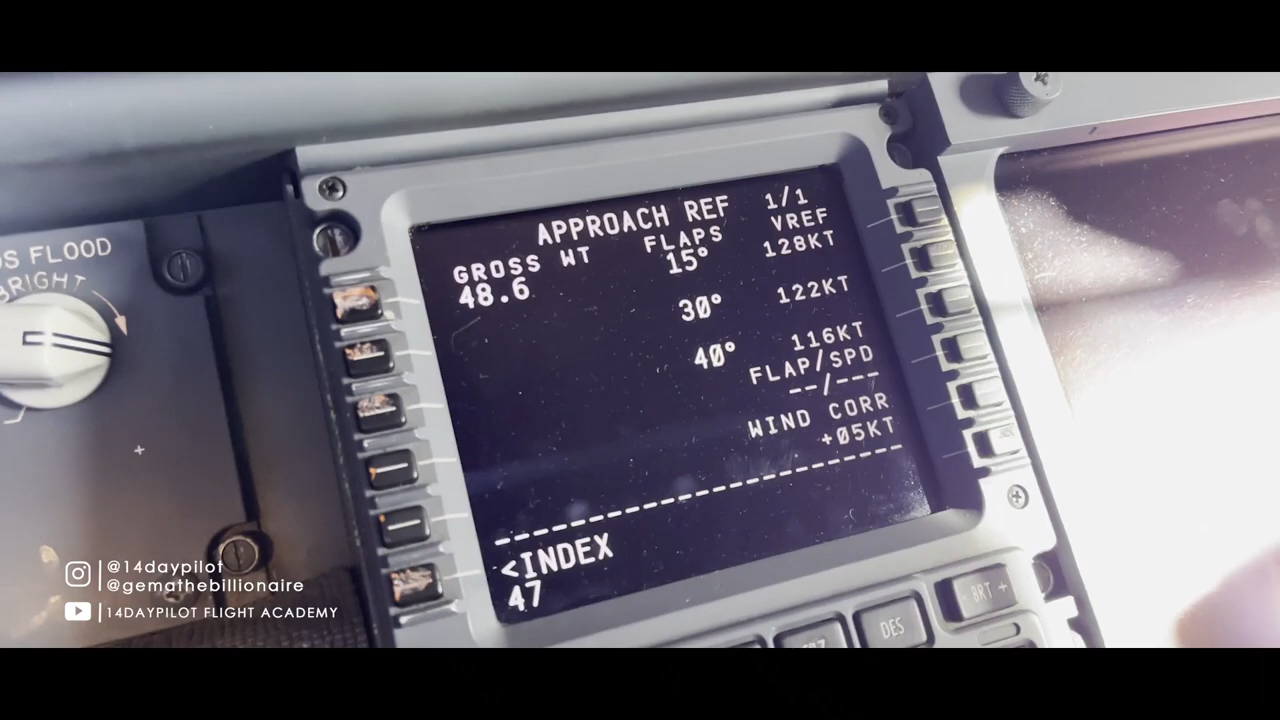 DS FLOOD
BRIGHT
APPROACH REF 1/1
GROSS WT FLAPS VREF
48.6 15° 128KT
30° 122KT
40° 116KT
FLAP/SPD
--/---
WIND CORR
+05KT
<INDEX
47
BRT +
DES
@14daypilot
@gemathebillionaire
14DAYPILOT FLIGHT ACADEMY